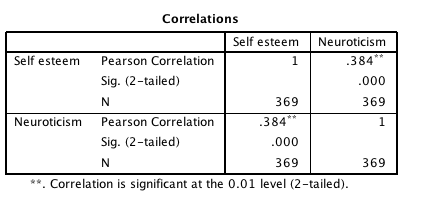 Correlations
Self esteem Neuroticism
Self esteem Pearson Correlation 1 .384**
Sig. (2-tailed) .000
N 369 369
Neuroticism Pearson Correlation .384** 1
Sig. (2-tailed) .000
N 369 369
**. Correlation is significant at the 0.01 level (2-tailed).